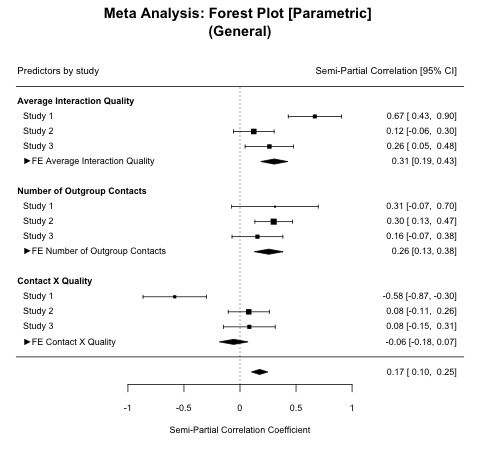 Meta Analysis: Forest Plot [Parametric]
(General)
Predictors by study Semi-Partial Correlation [95% CI]
Average Interaction Quality
Study 1 0.67 [ 0.43, 0.90]
Study 2 0.12 [-0.06, 0.30]
Study 3 0.26 [ 0.05, 0.48]
►FE Average Interaction Quality 0.31 [0.19, 0.43]
Number of Outgroup Contacts
Study 1 0.31 [-0.07, 0.70]
Study 2 0.30 [ 0.13, 0.47]
Study 3 0.16 [-0.07, 0.38]
►FE Number of Outgroup Contacts 0.26 [0.13, 0.38]
Contact X Quality
Study 1 -0.58 [-0.87, -0.30]
Study 2 0.08 [-0.11, 0.26]
Study 3 0.08 [-0.15, 0.31]
►FE Contact X Quality -0.06 [-0.18, 0.07]
0.17 [ 0.10, 0.25]
-1 -0.5 0 0.5 1
Semi-Partial Correlation Coefficient